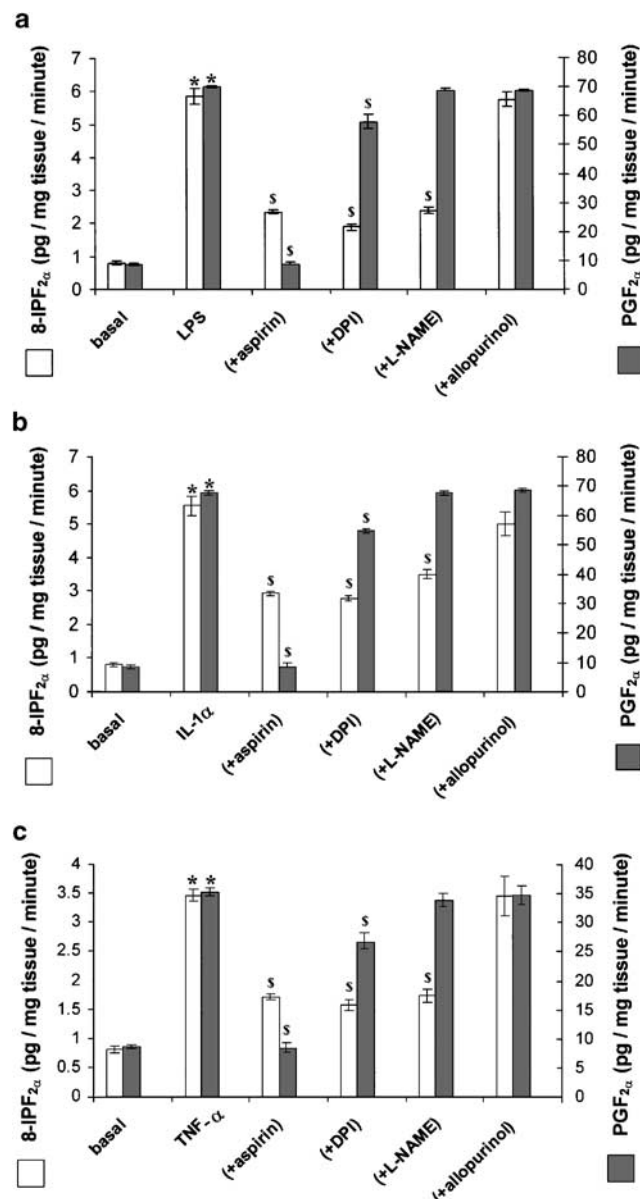 a
8-IPF2α (pg / mg tissue / minute)
7
6
5
4
3
2
1
0
* *
$
$
$
$
$
80
70
60
50
40
30
20
10
0
PGF2α (pg / mg tissue / minute)
basal
LPS
(+aspirin)
(+DPI)
(+L-NAME)
(+allopurinol)
b
8-IPF2α (pg / mg tissue / minute)
7
6
5
4
3
2
1
0
* *
$
$
$
$
$
80
70
60
50
40
30
20
10
0
PGF2α (pg / mg tissue / minute)
basal
IL-1α
(+aspirin)
(+DPI)
(+L-NAME)
(+allopurinol)
c
8-IPF2α (pg / mg tissue / minute)
4
3.5
3
2.5
2
1.5
1
0.5
0
* *
$
$
$
$
$
40
35
30
25
20
15
10
5
0
PGF2α (pg / mg tissue / minute)
basal
TNF-α
(+aspirin)
(+DPI)
(+L-NAME)
(+allopurinol)